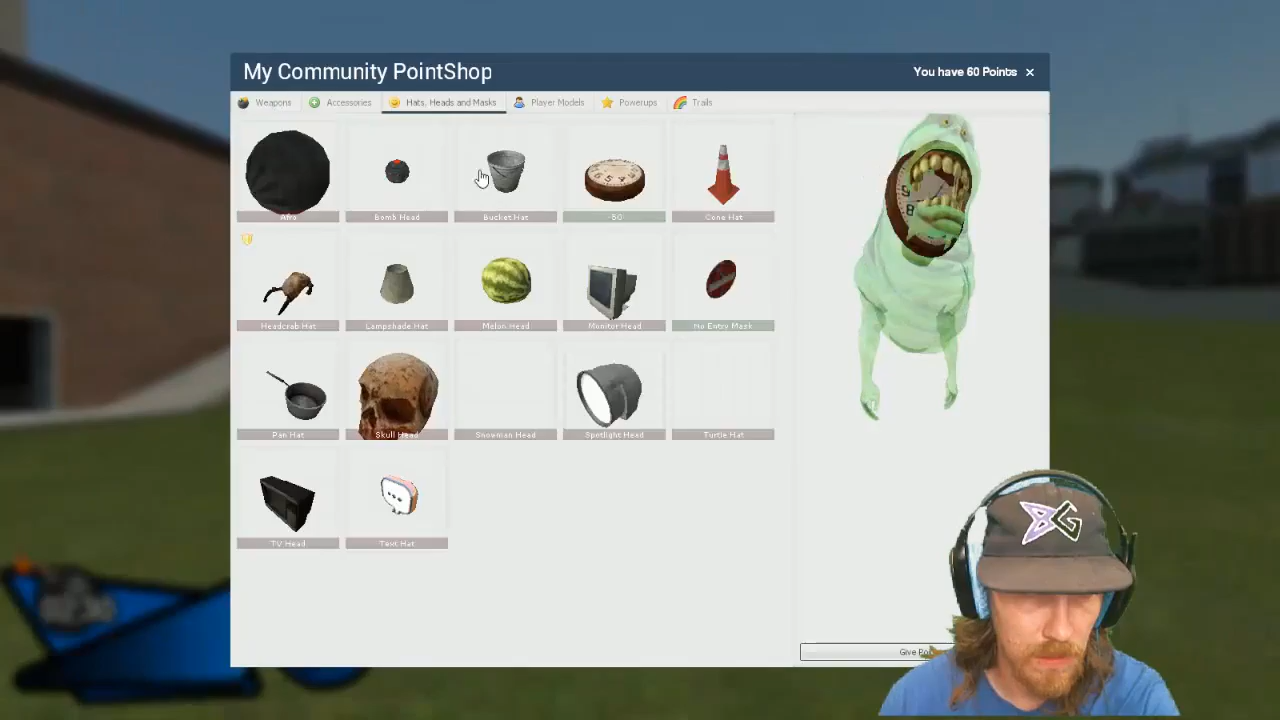 My Community PointShop
You have 60 Points ×
Weapons Accessories Hats, Heads and Masks Player Models Powerups Trails
Afro Bomb Head Bucket Hat -50 Cone Hat
Headcrab Hat Lampshade Hat Melon Head Monitor Head No Entry Mask
Pan Hat Skull Head Snowman Head Spotlight Head Turtle Hat
TV Head Text Hat
Give